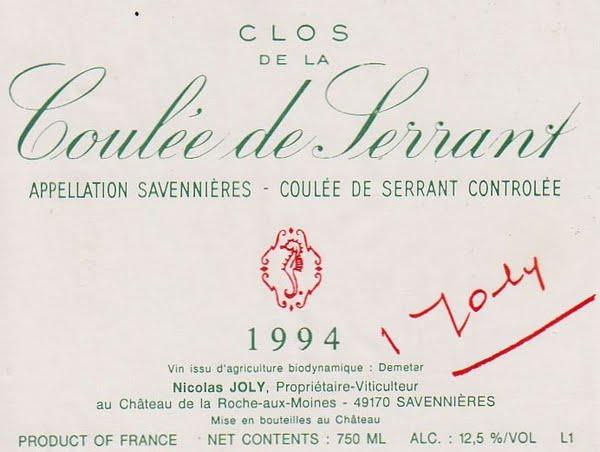 CLOS
DE LA
Coulée de Serrant
APPELLATION SAVENNIÈRES - COULÉE DE SERRANT CONTROLÉE
1994
Joly
Vin issu d'agriculture biodynamique : Demeter
Nicolas JOLY, Propriétaire-Viticulteur
au Château de la Roche-aux-Moines - 49170 SAVENNIÈRES
Mise en bouteilles au Château
PRODUCT OF FRANCE NET CONTENTS : 750 ML ALC. : 12,5 %/VOL L1